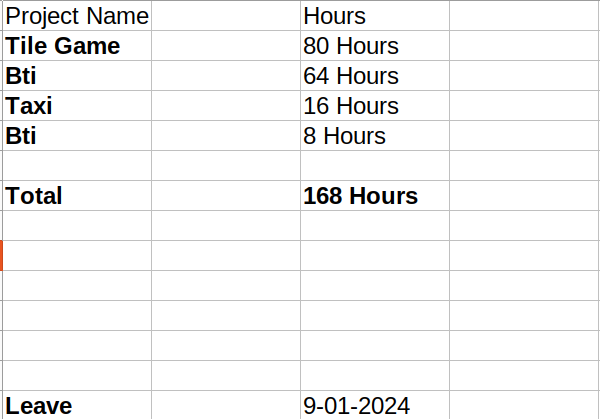 Project Name Hours
Tile Game 80 Hours
Bti 64 Hours
Taxi 16 Hours
Bti 8 Hours
Total 168 Hours
Leave 9-01-2024